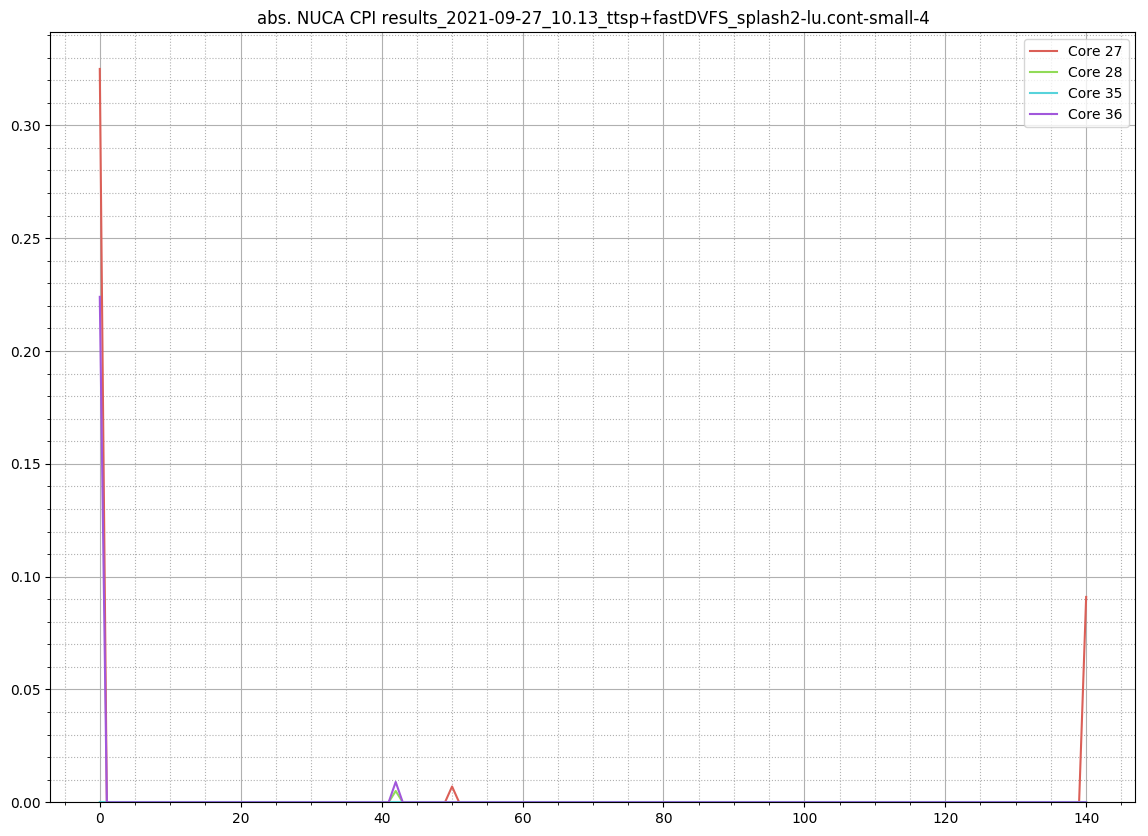 abs. NUCA CPI results_2021-09-27_10.13_ttsp+fastDVFS_splash2-lu.cont-small-4
Core 27
Core 28
Core 35
Core 36
0.30
0.25
0.20
0.15
0.10
0.05
0.00
0 20 40 60 80 100 120 140